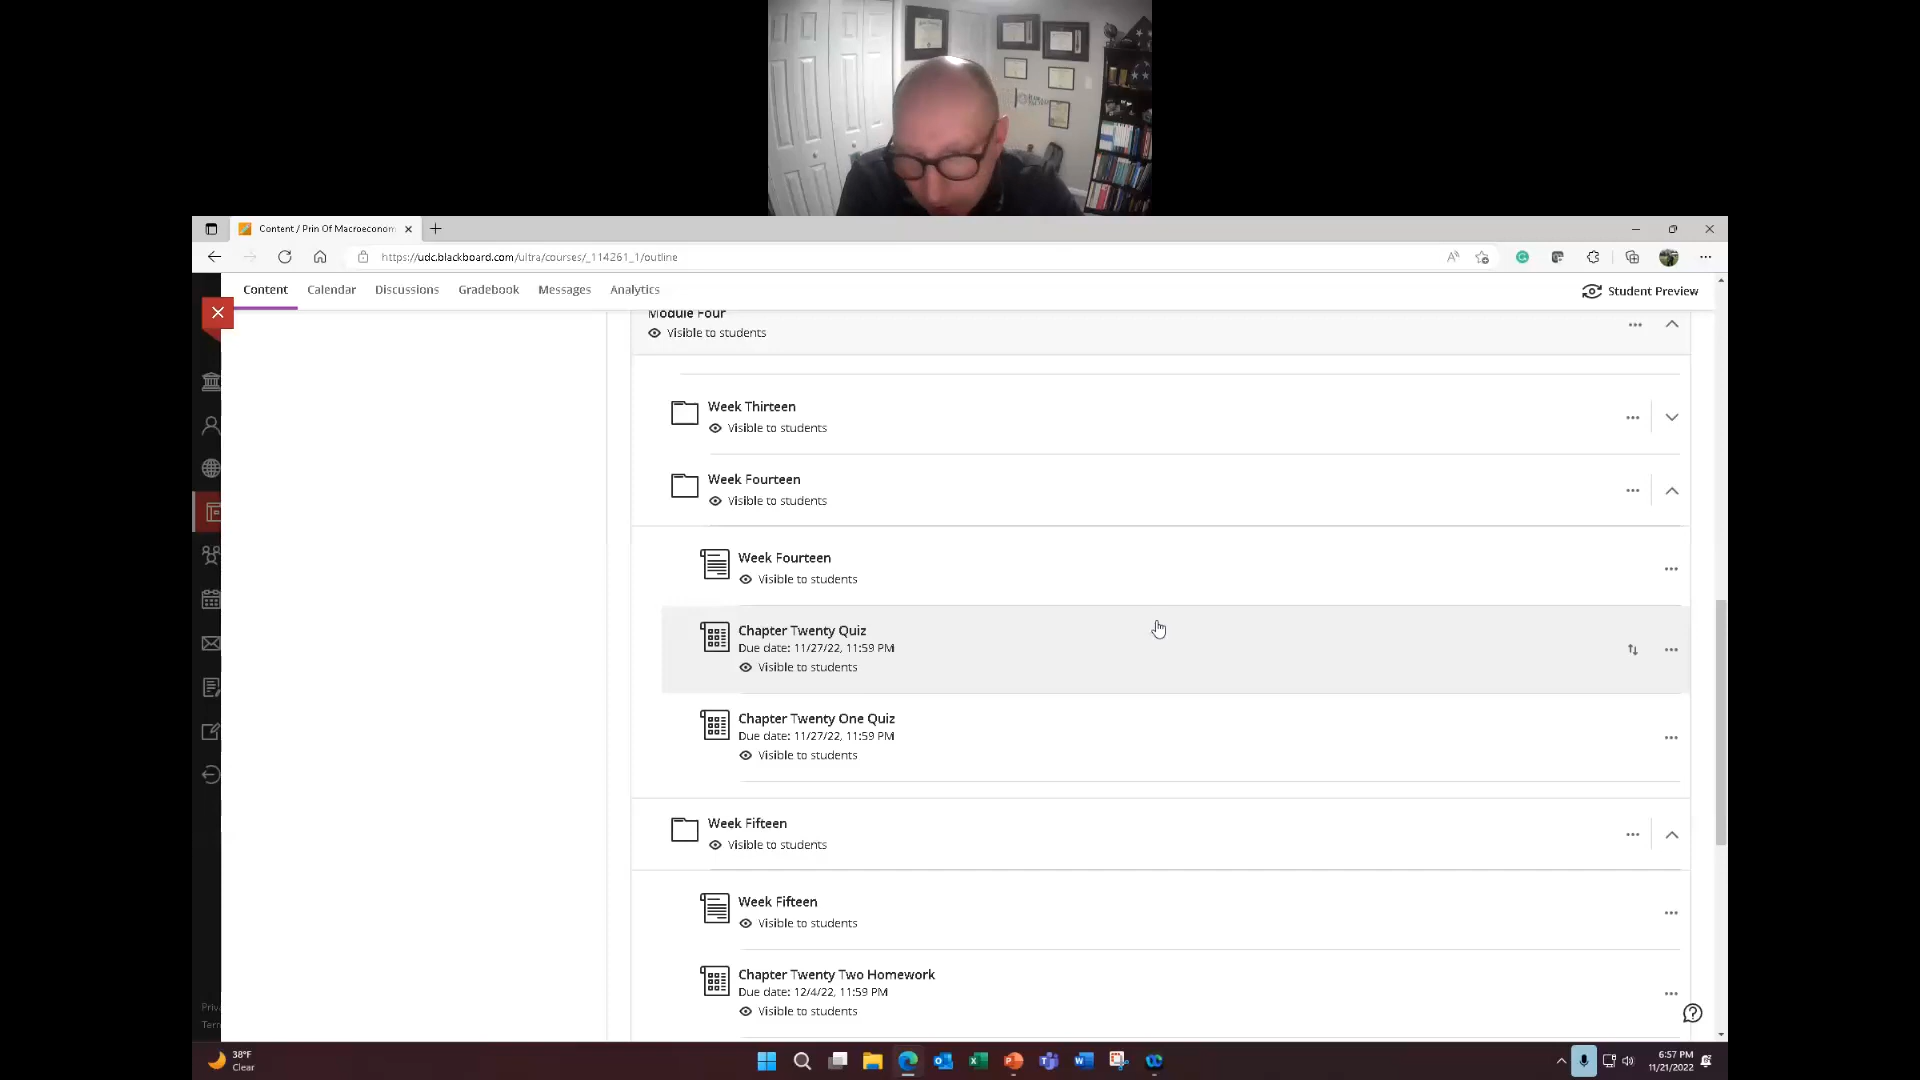 Content / Prin Of Macroeconom
https://udc.blackboard.com/ultra/courses/_114261_1/outline
Content
Calendar
Discussions
Gradebook
Messages
Analytics
Student Preview
Module Four
Visible to students
Week Thirteen
Visible to students
Week Fourteen
Visible to students
Week Fourteen
Visible to students
Chapter Twenty Quiz
Due date: 11/27/22, 11:59 PM
Visible to students
Chapter Twenty One Quiz
Due date: 11/27/22, 11:59 PM
Visible to students
Week Fifteen
Visible to students
Week Fifteen
Visible to students
Chapter Twenty Two Homework
Due date: 12/4/22, 11:59 PM
Visible to students
38°F
Clear
6:57 PM
11/21/2022